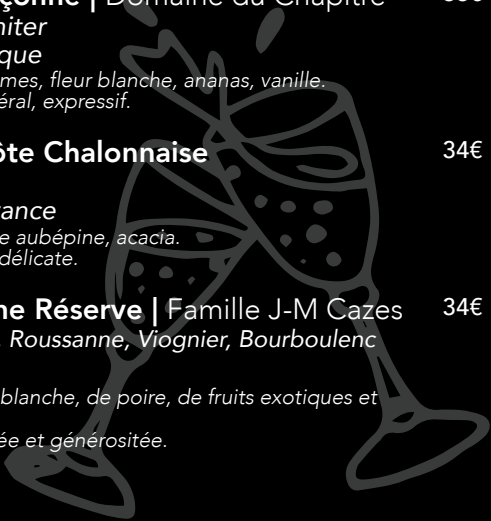 Domaine du Chapitre
niter
que
mes, fleur blanche, ananas, vanille.
éral, expressif.
ôte Chalonnaise 34€
ance
e aubépine, acacia.
délicate.
ne Réserve | Famille J-M Cazes 34€
, Roussanne, Viognier, Bourboulenc
blanche, de poire, de fruits exotiques et
ée et générositée.